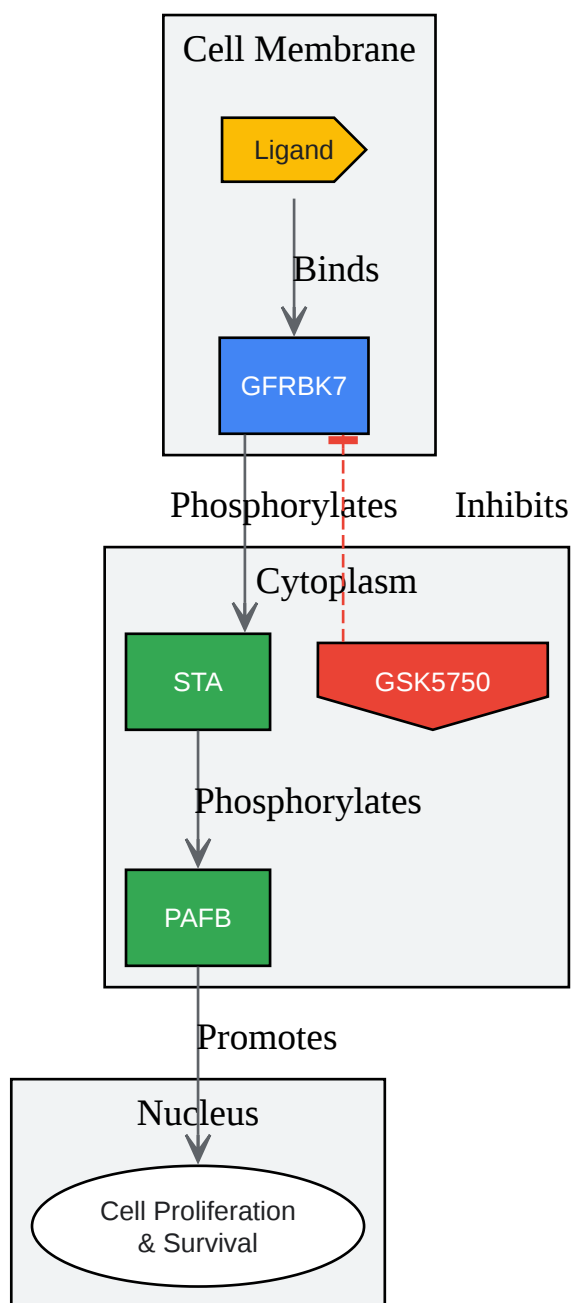 Cell Membrane
Ligand
Binds
GFRBK7
Phosphorylates
Inhibits
Cytoplasm
STA
GSK5750
Phosphorylates
PAFB
Promotes
Nucleus
Cell Proliferation
& Survival